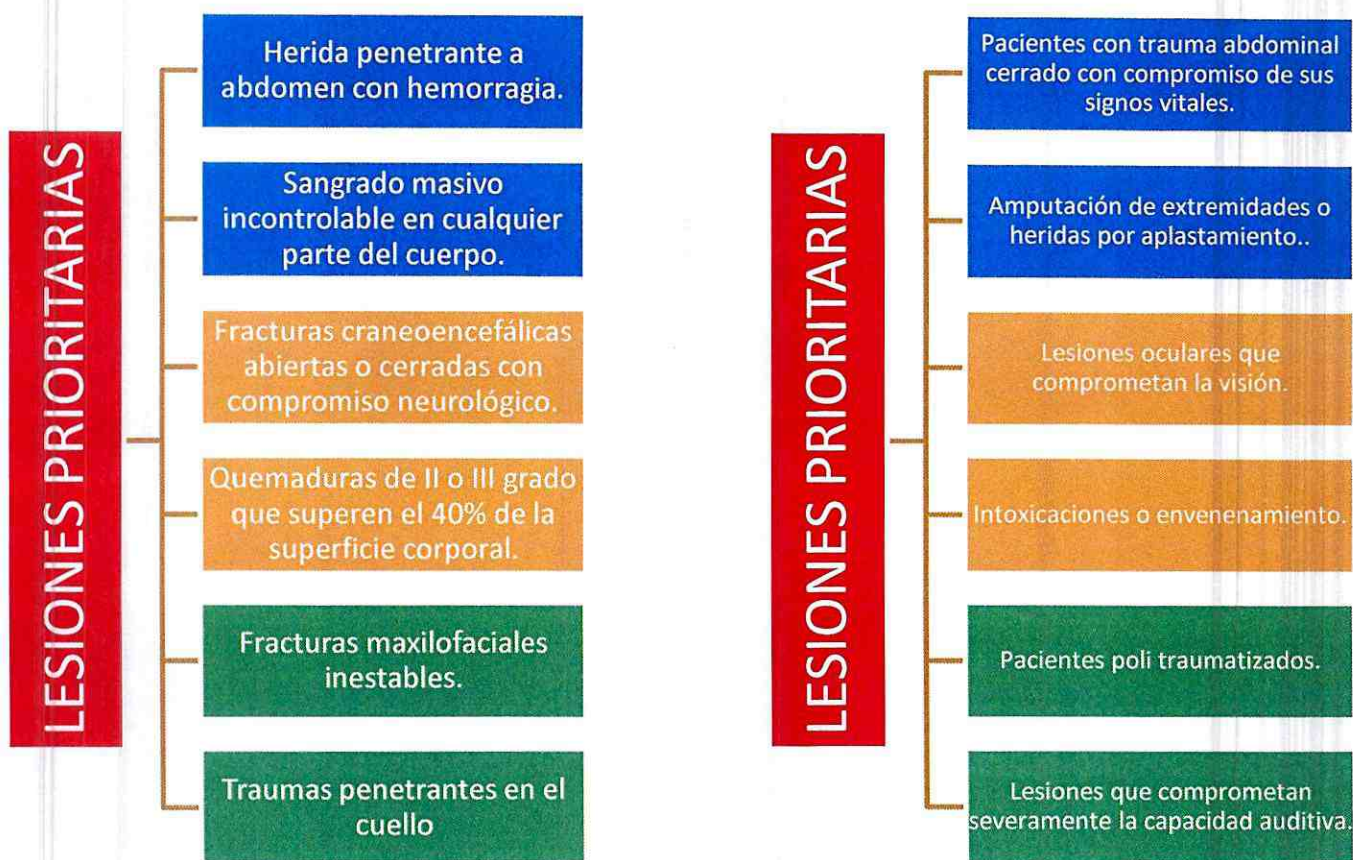 LESIONES PRIORITARIAS
Herida penetrante a
abdomen con hemorragia.
Sangrado masivo
incontrolable en cualquier
parte del cuerpo.
Fracturas craneoencefálicas
abiertas o cerradas con
compromiso neurológico.
Quemaduras de II o III grado
que superen el 40% de la
superficie corporal.
Fracturas maxilofaciales
inestables.
Traumas penetrantes en el
cuello
LESIONES PRIORITARIAS
Pacientes con trauma abdominal
cerrado con compromiso de sus
signos vitales.
Amputación de extremidades o
heridas por aplastamiento..
Lesiones oculares que
comprometan la visión.
Intoxicaciones o envenenamiento.
Pacientes poli traumatizados.
Lesiones que comprometan
severamente la capacidad auditiva.